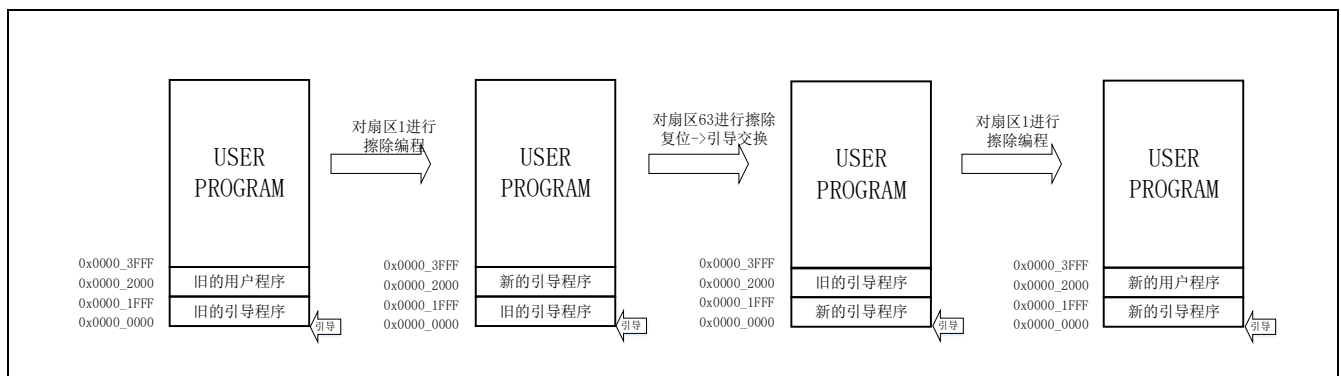 USER
PROGRAM
0x0000_3FFF
0x0000_2000
0x0000_1FFF
0x0000_0000
旧的用户程序
旧的引导程序
引导
对扇区1进行
擦除编程
USER
PROGRAM
0x0000_3FFF
0x0000_2000
0x0000_1FFF
0x0000_0000
新的引导程序
旧的引导程序
引导
对扇区63进行擦除
复位->引导交换
USER
PROGRAM
0x0000_3FFF
0x0000_2000
0x0000_1FFF
0x0000_0000
旧的引导程序
新的引导程序
引导
对扇区1进行
擦除编程
USER
PROGRAM
0x0000_3FFF
0x0000_2000
0x0000_1FFF
0x0000_0000
新的用户程序
新的引导程序
引导